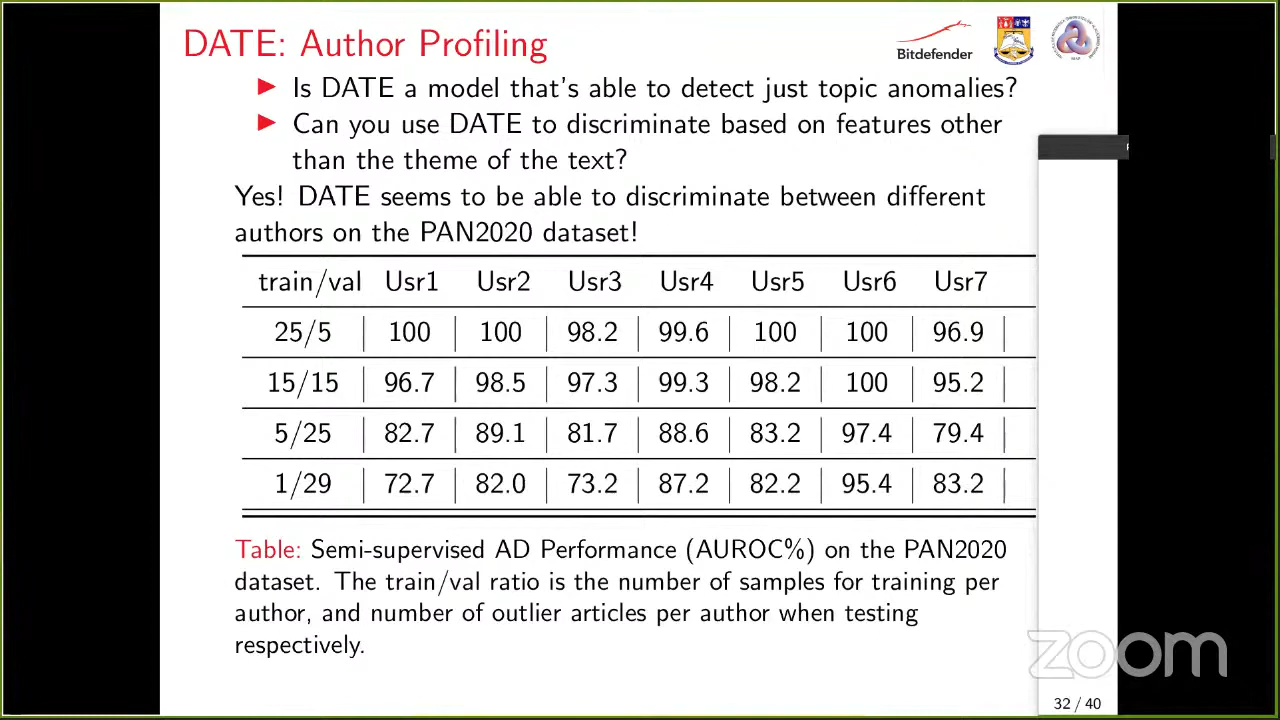 DATE: Author Profiling
Bitdefender
Is DATE a model that's able to detect just topic anomalies?
Can you use DATE to discriminate based on features other
than the theme of the text?
Yes! DATE seems to be able to discriminate between different
authors on the PAN2020 dataset!
train/val Usr1 Usr2 Usr3 Usr4 Usr5 Usr6 Usr7
25/5 100 100 98.2 99.6 100 100 96.9
15/15 96.7 98.5 97.3 99.3 98.2 100 95.2
5/25 82.7 89.1 81.7 88.6 83.2 97.4 79.4
1/29 72.7 82.0 73.2 87.2 82.2 95.4 83.2
Table: Semi-supervised AD Performance (AUROC%) on the PAN2020
dataset. The train/val ratio is the number of samples for training per
author, and number of outlier articles per author when testing
respectively.
zoom
32 / 40